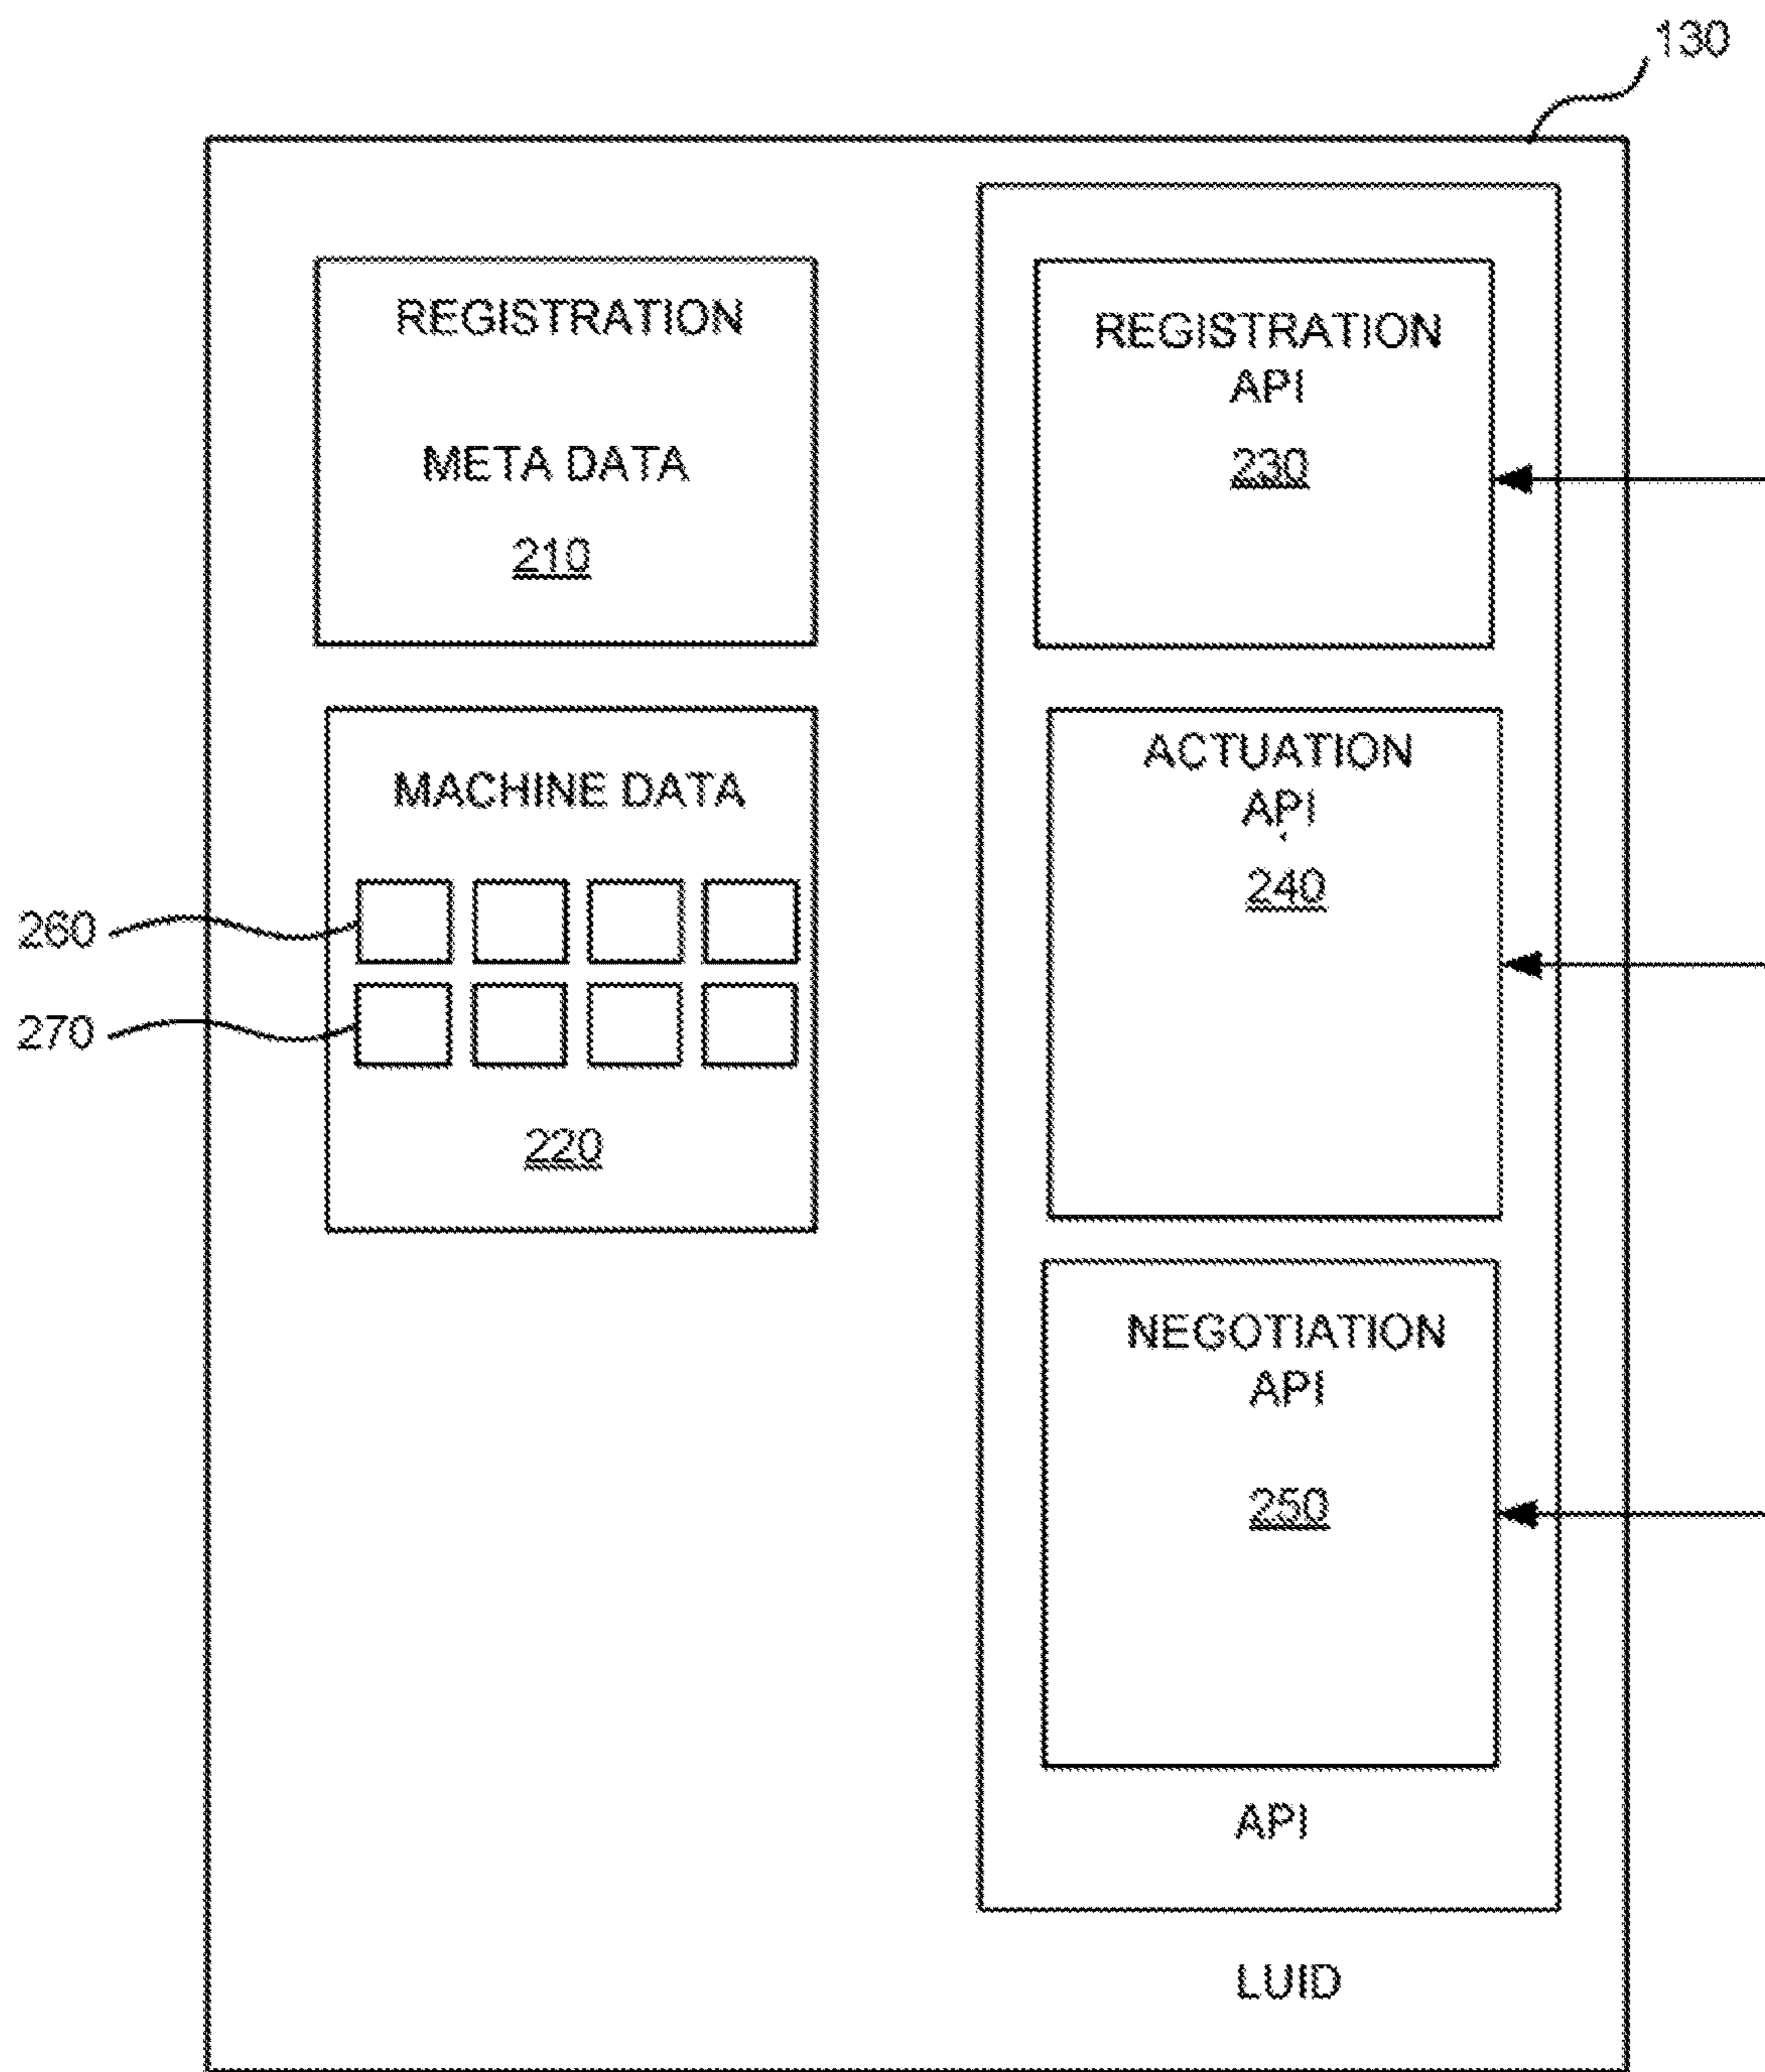 130
REGISTRATION
META DATA
210
REGISTRATION
API
230
MACHINE DATA
260
270
220
ACTUATION
API
240
NEGOTIATION
API
250
API
LUID